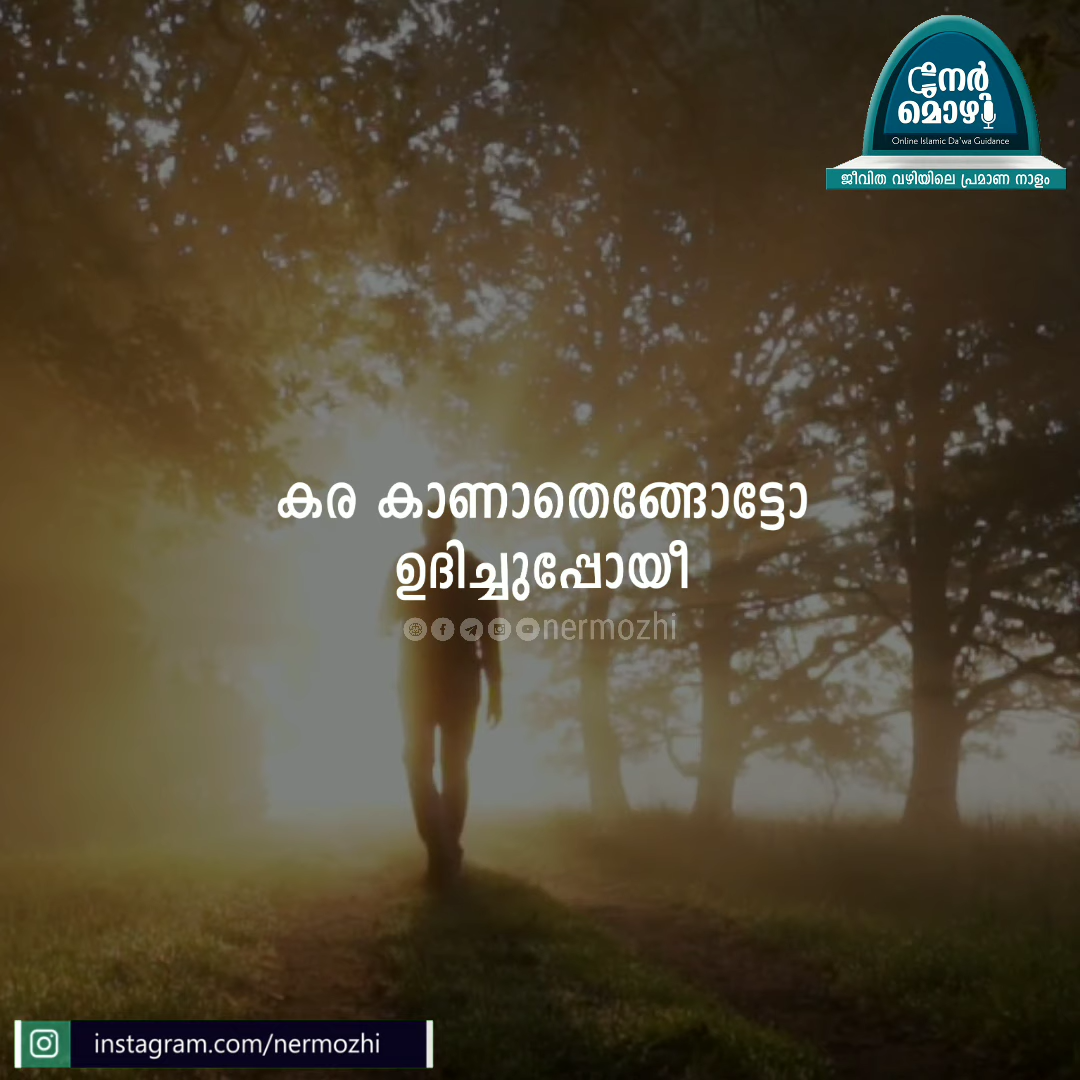 നേർ
മൊഴി
Online Islamic Da'wa Guidance
ജീവിത വഴിയിലെ പ്രമാണ നാളം
കര കാണാതെങ്ങോട്ടോ
ഉദിച്ചുപ്പോയീ
nermozhi
instagram.com/nermozhi